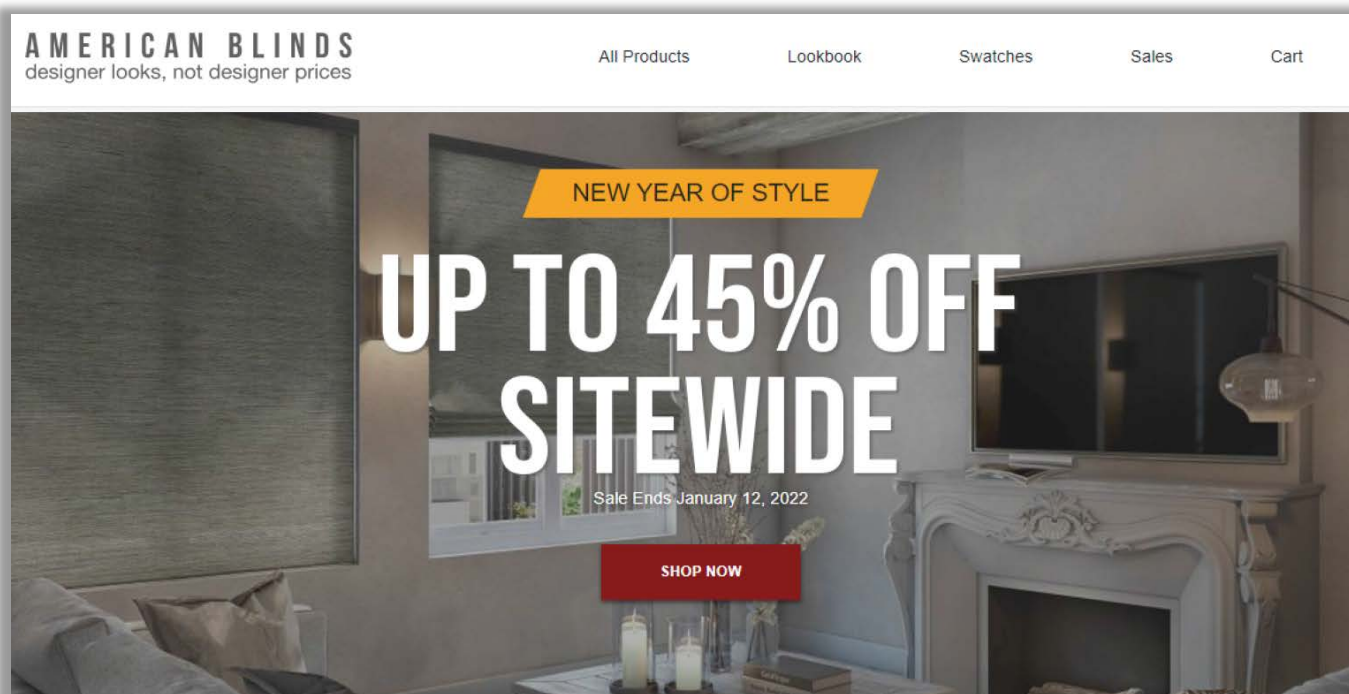 AMERICAN BLINDS
designer looks, not designer prices
All Products Lookbook Swatches Sales Cart
NEW YEAR OF STYLE
UP TO 45% OFF
SITEWIDE
Sale Ends January 12, 2022
SHOP NOW